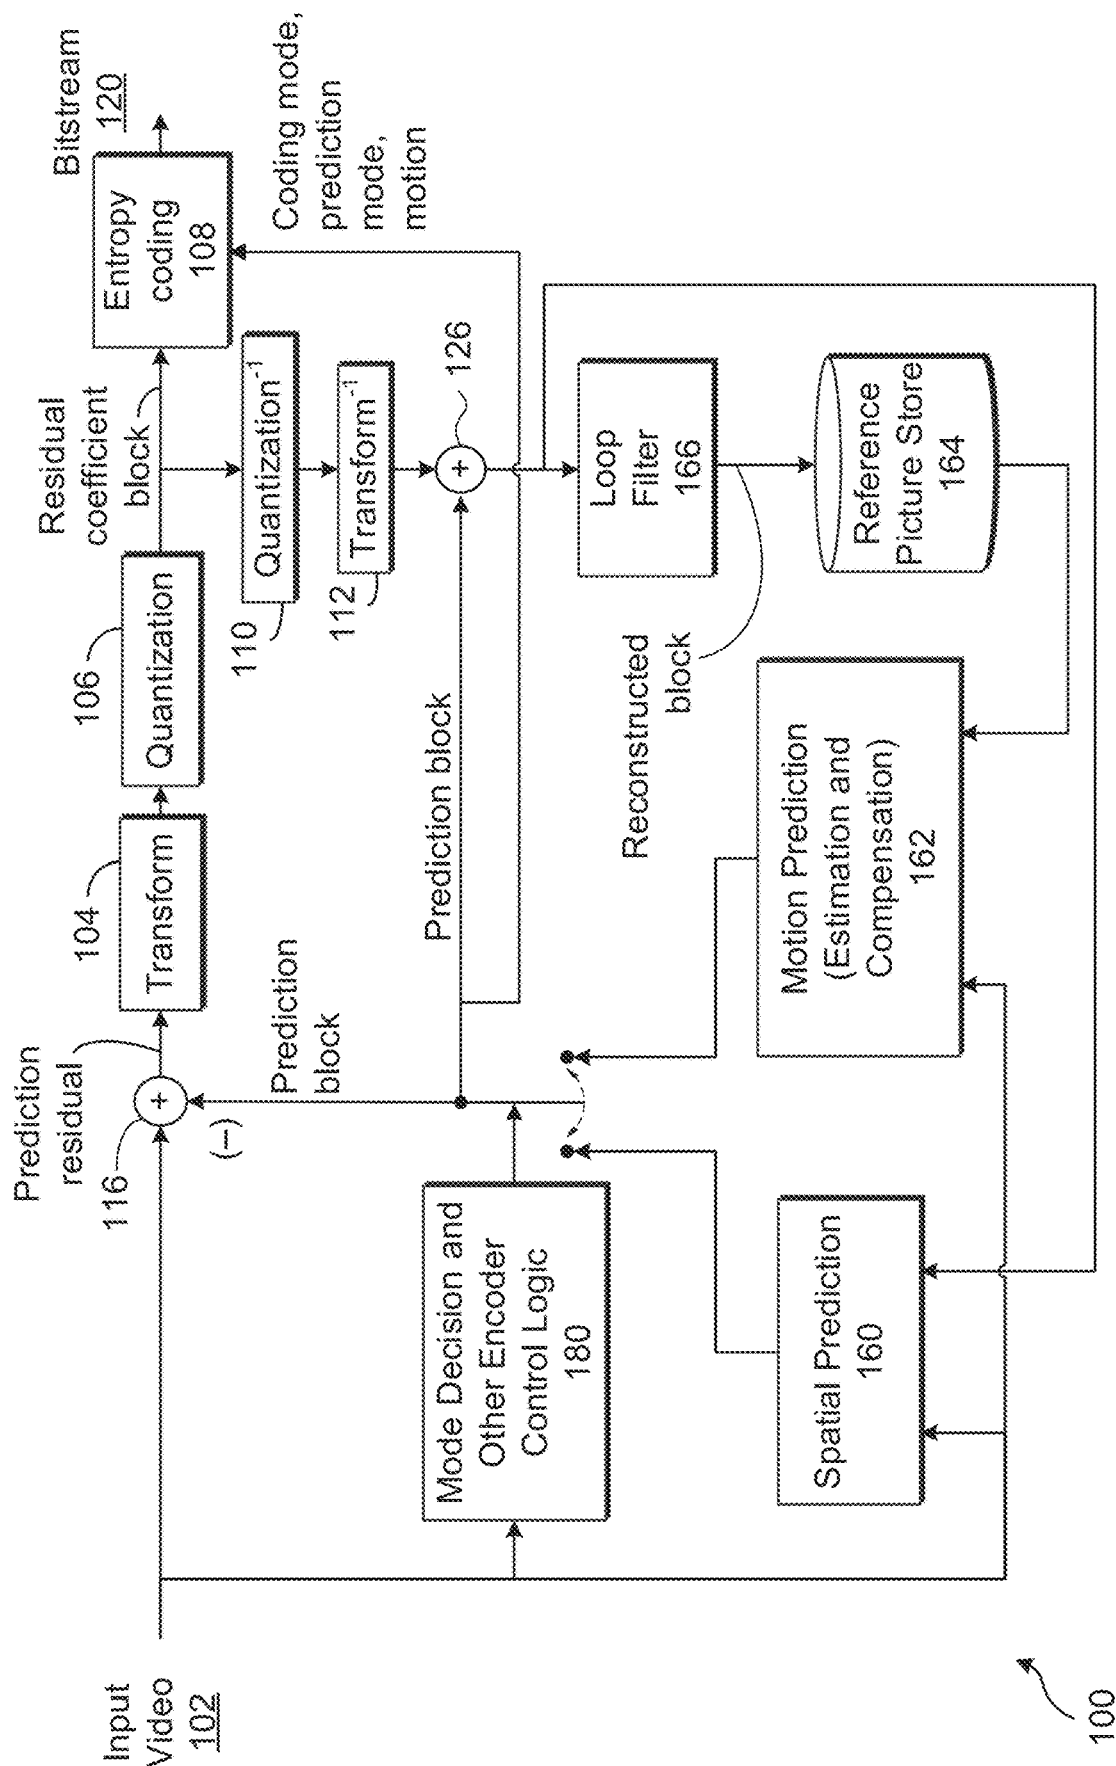 Input
Video
102
Prediction
residual
116
(−)
104
Transform
106
Quantization
Residual
coefficient
block
Entropy
coding
108
Bitstream
120
Coding mode,
prediction
mode,
motion
110
Quantization-1
112
Transform-1
126
+
+
Prediction
block
Prediction block
Mode Decision and
Other Encoder
Control Logic
180
Spatial Prediction
160
Motion Prediction
(Estimation and
Compensation)
162
Reconstructed
block
Loop
Filter
166
Reference
Picture Store
164
100